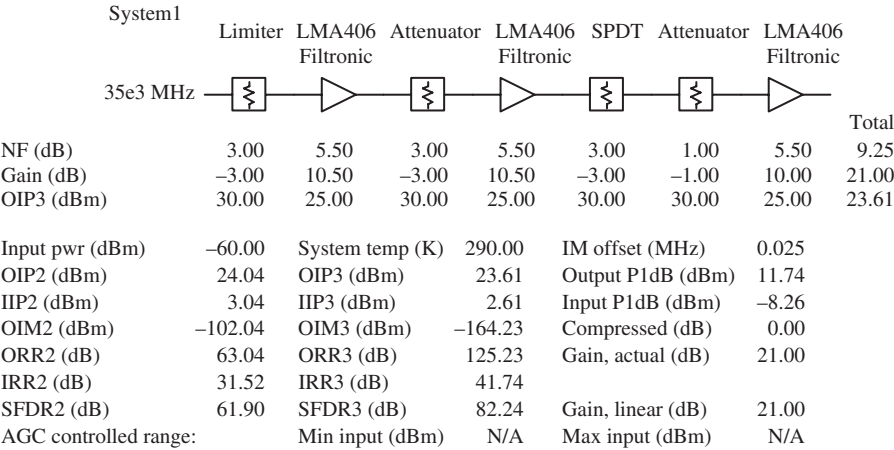 System1
Limiter LMA406 Attenuator LMA406 SPDT Attenuator LMA406
Filtronic Filtronic Filtronic
35e3 MHz
Total
NF (dB) 3.00 5.50 3.00 5.50 3.00 1.00 5.50 9.25
Gain (dB) –3.00 10.50 –3.00 10.50 –3.00 –1.00 10.00 21.00
OIP3 (dBm) 30.00 25.00 30.00 25.00 30.00 30.00 25.00 23.61
Input pwr (dBm) –60.00 System temp (K) 290.00 IM offset (MHz) 0.025
OIP2 (dBm) 24.04 OIP3 (dBm) 23.61 Output P1dB (dBm) 11.74
IIP2 (dBm) 3.04 IIP3 (dBm) 2.61 Input P1dB (dBm) –8.26
OIM2 (dBm) –102.04 OIM3 (dBm) –164.23 Compressed (dB) 0.00
ORR2 (dB) 63.04 ORR3 (dB) 125.23 Gain, actual (dB) 21.00
IRR2 (dB) 31.52 IRR3 (dB) 41.74
SFDR2 (dB) 61.90 SFDR3 (dB) 82.24 Gain, linear (dB) 21.00
AGC controlled range: Min input (dBm) N/A Max input (dBm) N/A